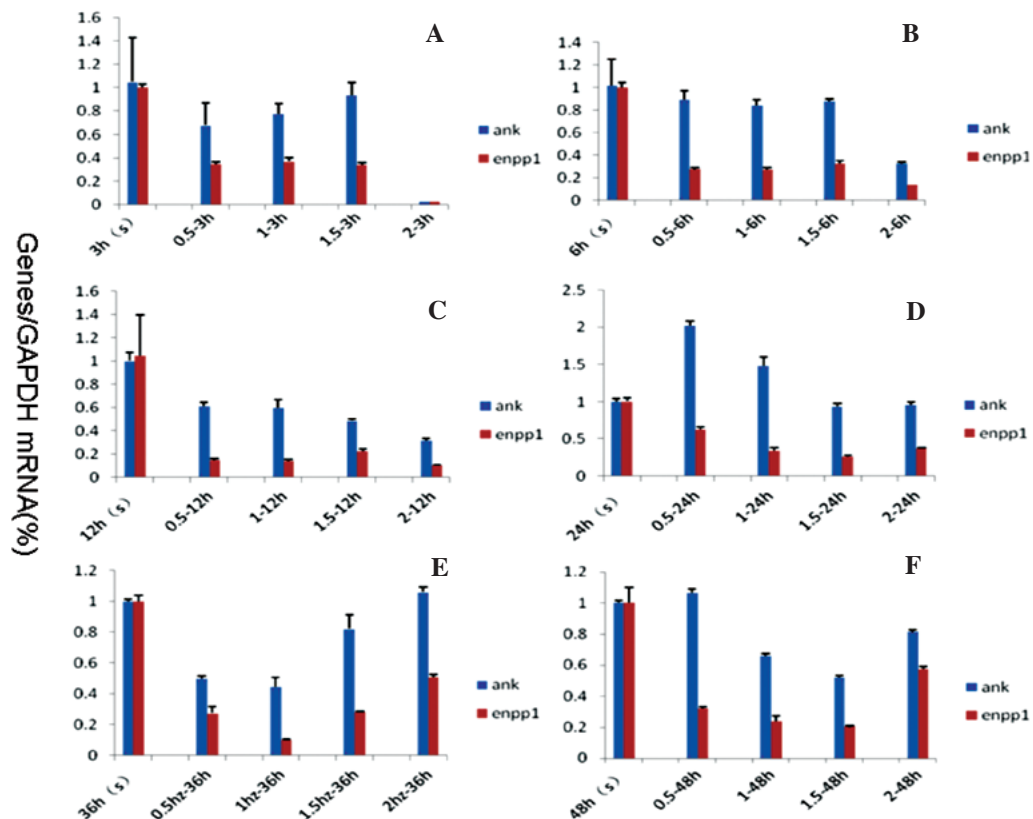 Genes/GAPDH mRNA(%)
A
1.6
1.4
1.2
1
0.8
0.6
0.4
0.2
0
3h (s)
0.5-3h
1-3h
1.5-3h
2-3h
ank
enpp1
B
1.4
1.2
1
0.8
0.6
0.4
0.2
0
6h (s)
0.5-6h
1-6h
1.5-6h
2-6h
ank
enpp1
C
1.6
1.4
1.2
1
0.8
0.6
0.4
0.2
0
12h (s)
0.5-12h
1-12h
1.5-12h
2-12h
ank
enpp1
D
2.5
2
1.5
1
0.5
0
24h (s)
0.5-24h
1-24h
1.5-24h
2-24h
ank
enpp1
E
1.2
1
0.8
0.6
0.4
0.2
0
36h (s)
0.5hz-36h
1hz-36h
1.5hz-36h
2hz-36h
ank
enpp1
F
1.2
1
0.8
0.6
0.4
0.2
0
48h (s)
0.5-48h
1-48h
1.5-48h
2-48h
ank
enpp1